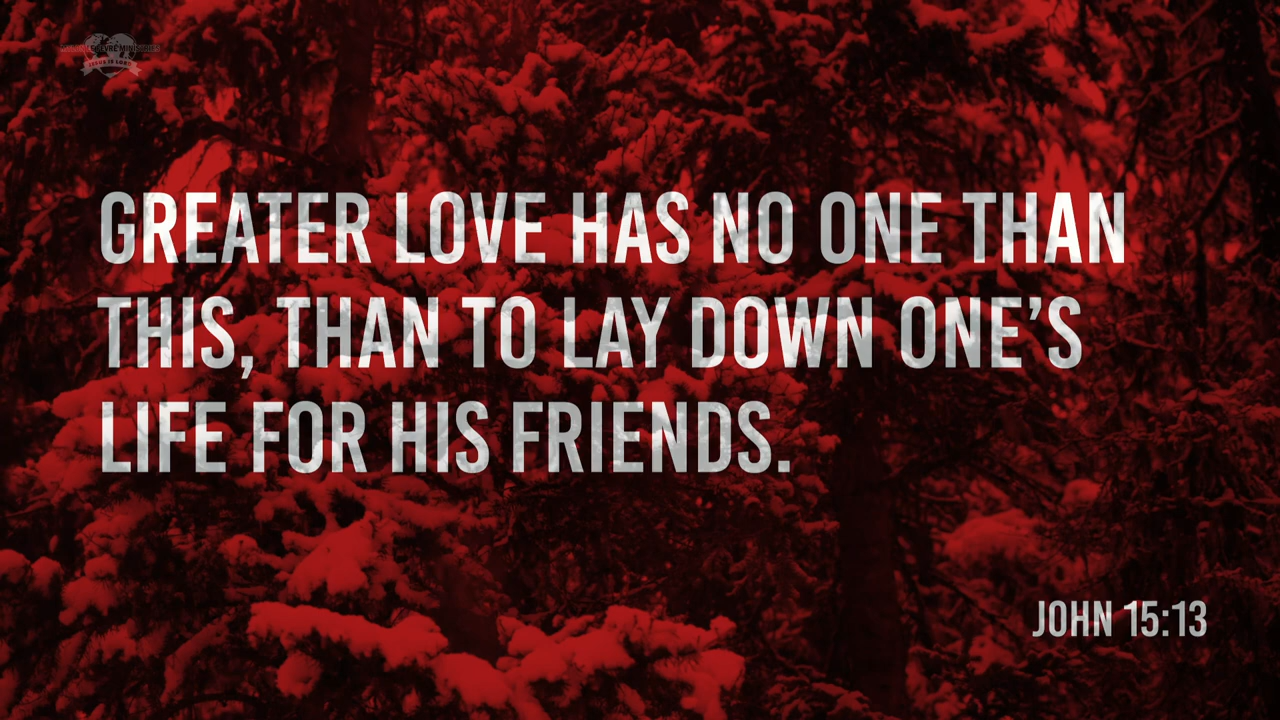 GREATER LOVE HAS NO ONE THAN
THIS, THAN TO LAY DOWN ONE’S
LIFE FOR HIS FRIENDS.
JOHN 15:13